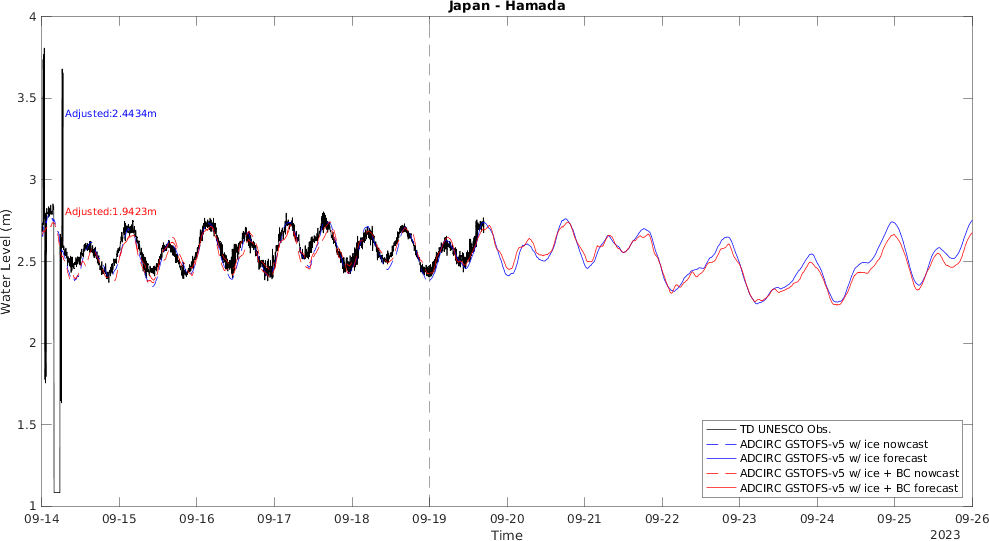 Japan - Hamada
4
3.5
3
2.5
2
1.5
1
Water Level (m)
Adjusted:2.4434m
Adjusted:1.9423m
TD UNESCO Obs.
ADCIRC GSTOFS-v5 w/ ice nowcast
ADCIRC GSTOFS-v5 w/ ice forecast
ADCIRC GSTOFS-v5 w/ ice + BC nowcast
ADCIRC GSTOFS-v5 w/ ice + BC forecast
09-14 09-15 09-16 09-17 09-18 09-19 09-20 09-21 09-22 09-23 09-24 09-25 09-26
Time
2023